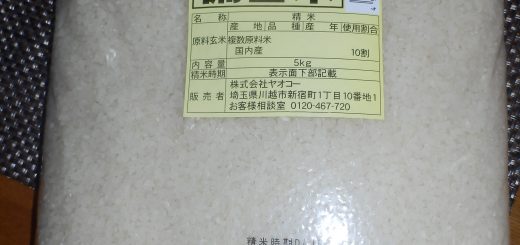 名称 精米
産地 品種 産年 使用割合
原料玄米 複数原料米
国内産 10割
内容量 5kg
精米時期 表示面下部記載
販売者
株式会社ヤオコー
埼玉県川越市新宿町1丁目10番地1
お客様相談室 0120-467-720
精米時期